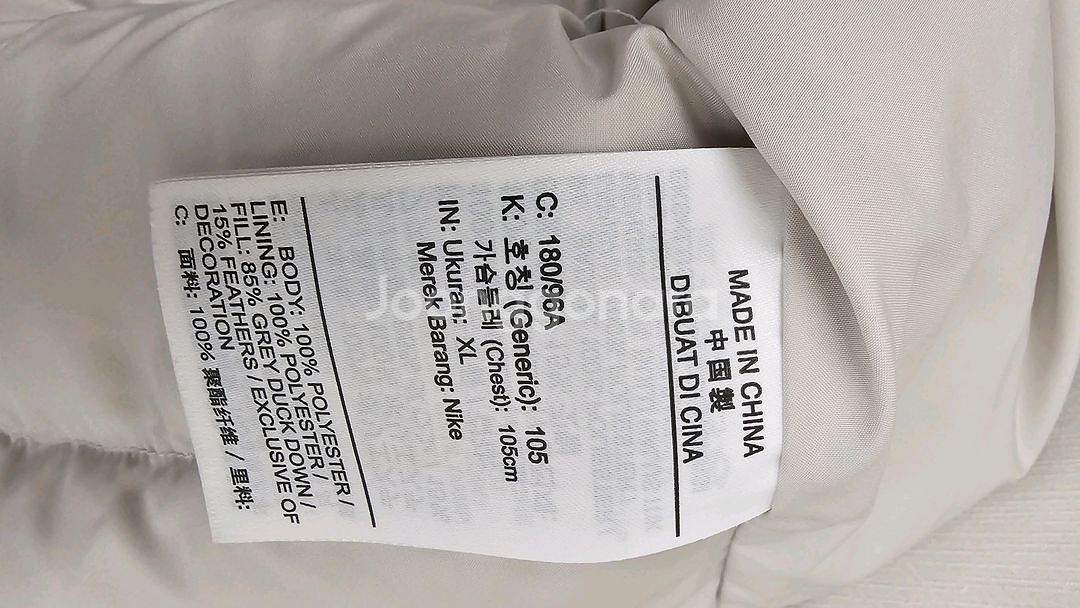 MADE IN CHINA
中国製
DIBUAT DI CINA
C: 180/96A
K: 호칭 (Generic): 105
가슴둘레 (Chest): 105cm
IN: Ukuran: XL
Merek Barang: Nike
E: BODY: 100% POLYESTER /
LINING: 100% POLYESTER /
FILL: 85% GREY DUCK DOWN /
15% FEATHERS / EXCLUSIVE OF
DECORATION
C: 面料: 100% 聚酯纤维 / 里料: